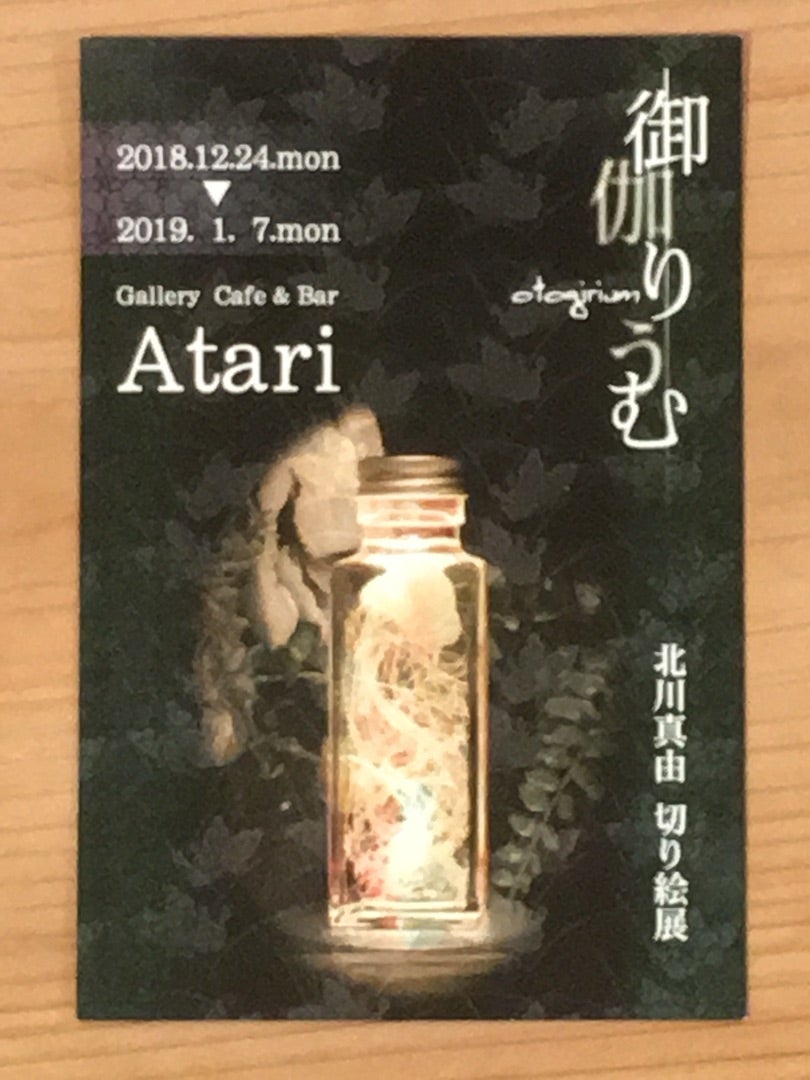 2018.12.24.mon
▼
2019. 1. 7.mon
Gallery Cafe & Bar
Atari
御伽りうむ
otogirium
北川真由 切り絵展